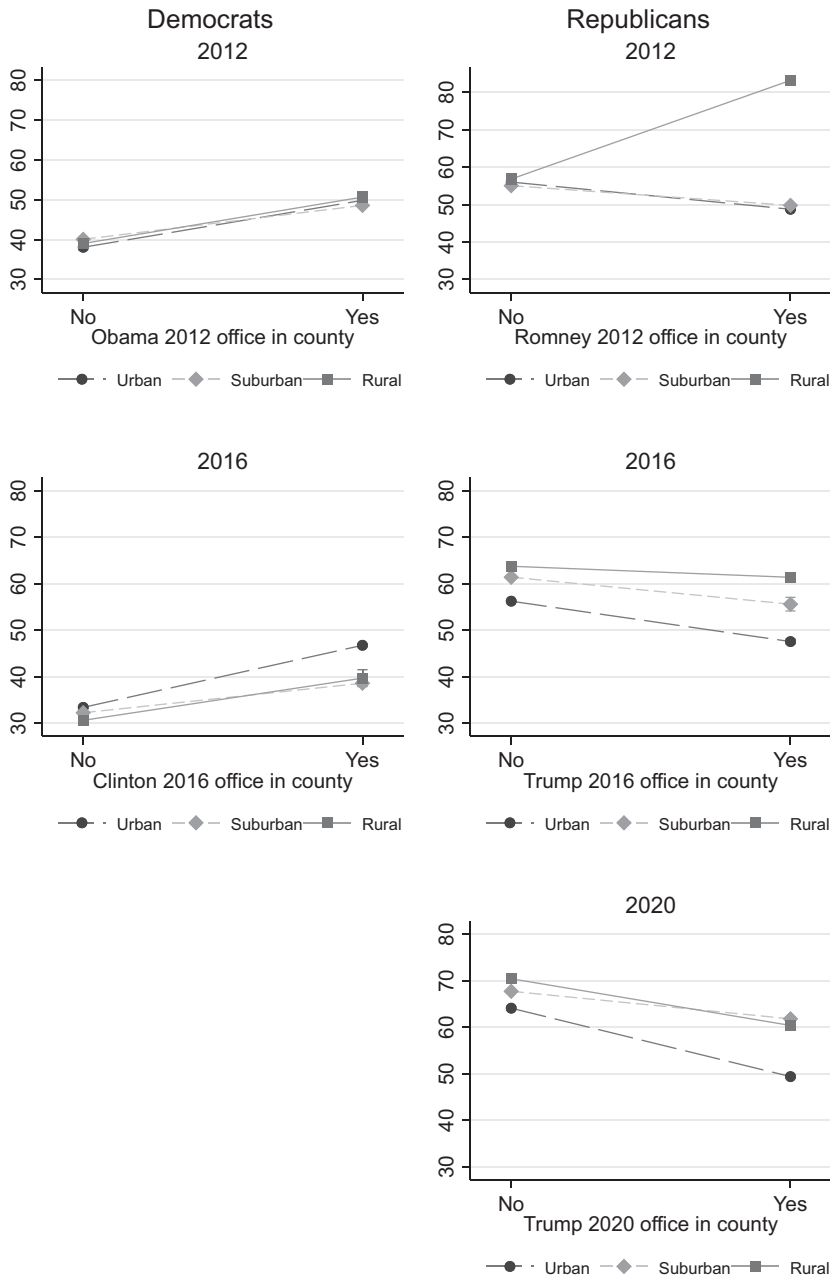 Democrats
2012
80
70
60
50
40
30
No Yes
Obama 2012 office in county
Urban Suburban Rural
Republicans
2012
80
70
60
50
40
30
No Yes
Romney 2012 office in county
Urban Suburban Rural
2016
80
70
60
50
40
30
No Yes
Clinton 2016 office in county
Urban Suburban Rural
2016
80
70
60
50
40
30
No Yes
Trump 2016 office in county
Urban Suburban Rural
2020
80
70
60
50
40
30
No Yes
Trump 2020 office in county
Urban Suburban Rural